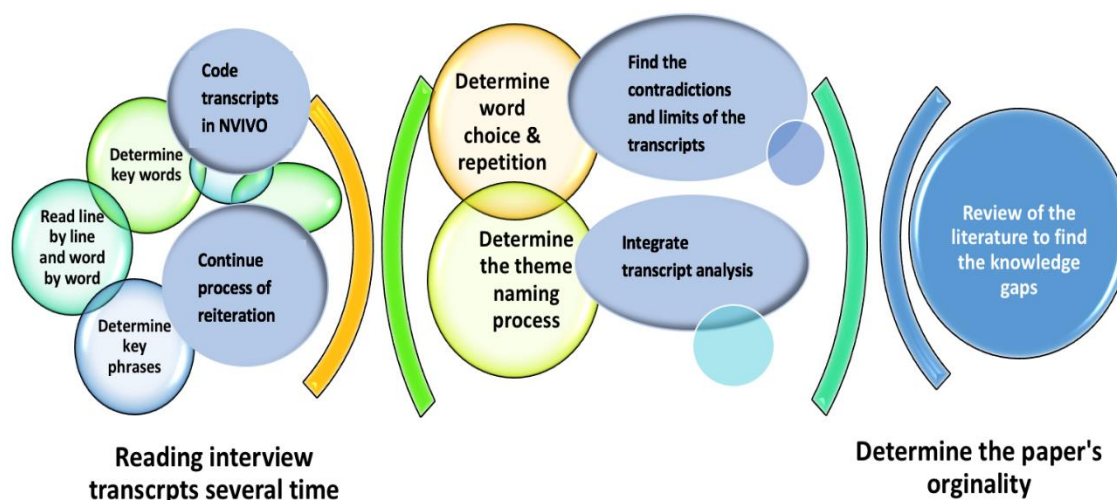 Code
transcripts
in NVIVO
Determine
key words
Read line
by line
and word
by word
Continue
process of
reiteration
Determine
key
phrases
Reading interview
transcrpts several time
Determine
word
choice &
repetition
Find the
contradictions
and limits of the
transcripts
Determine
the theme
naming
process
Integrate
transcript analysis
Review of the
literature to find
the knowledge
gaps
Determine the paper's
orginality